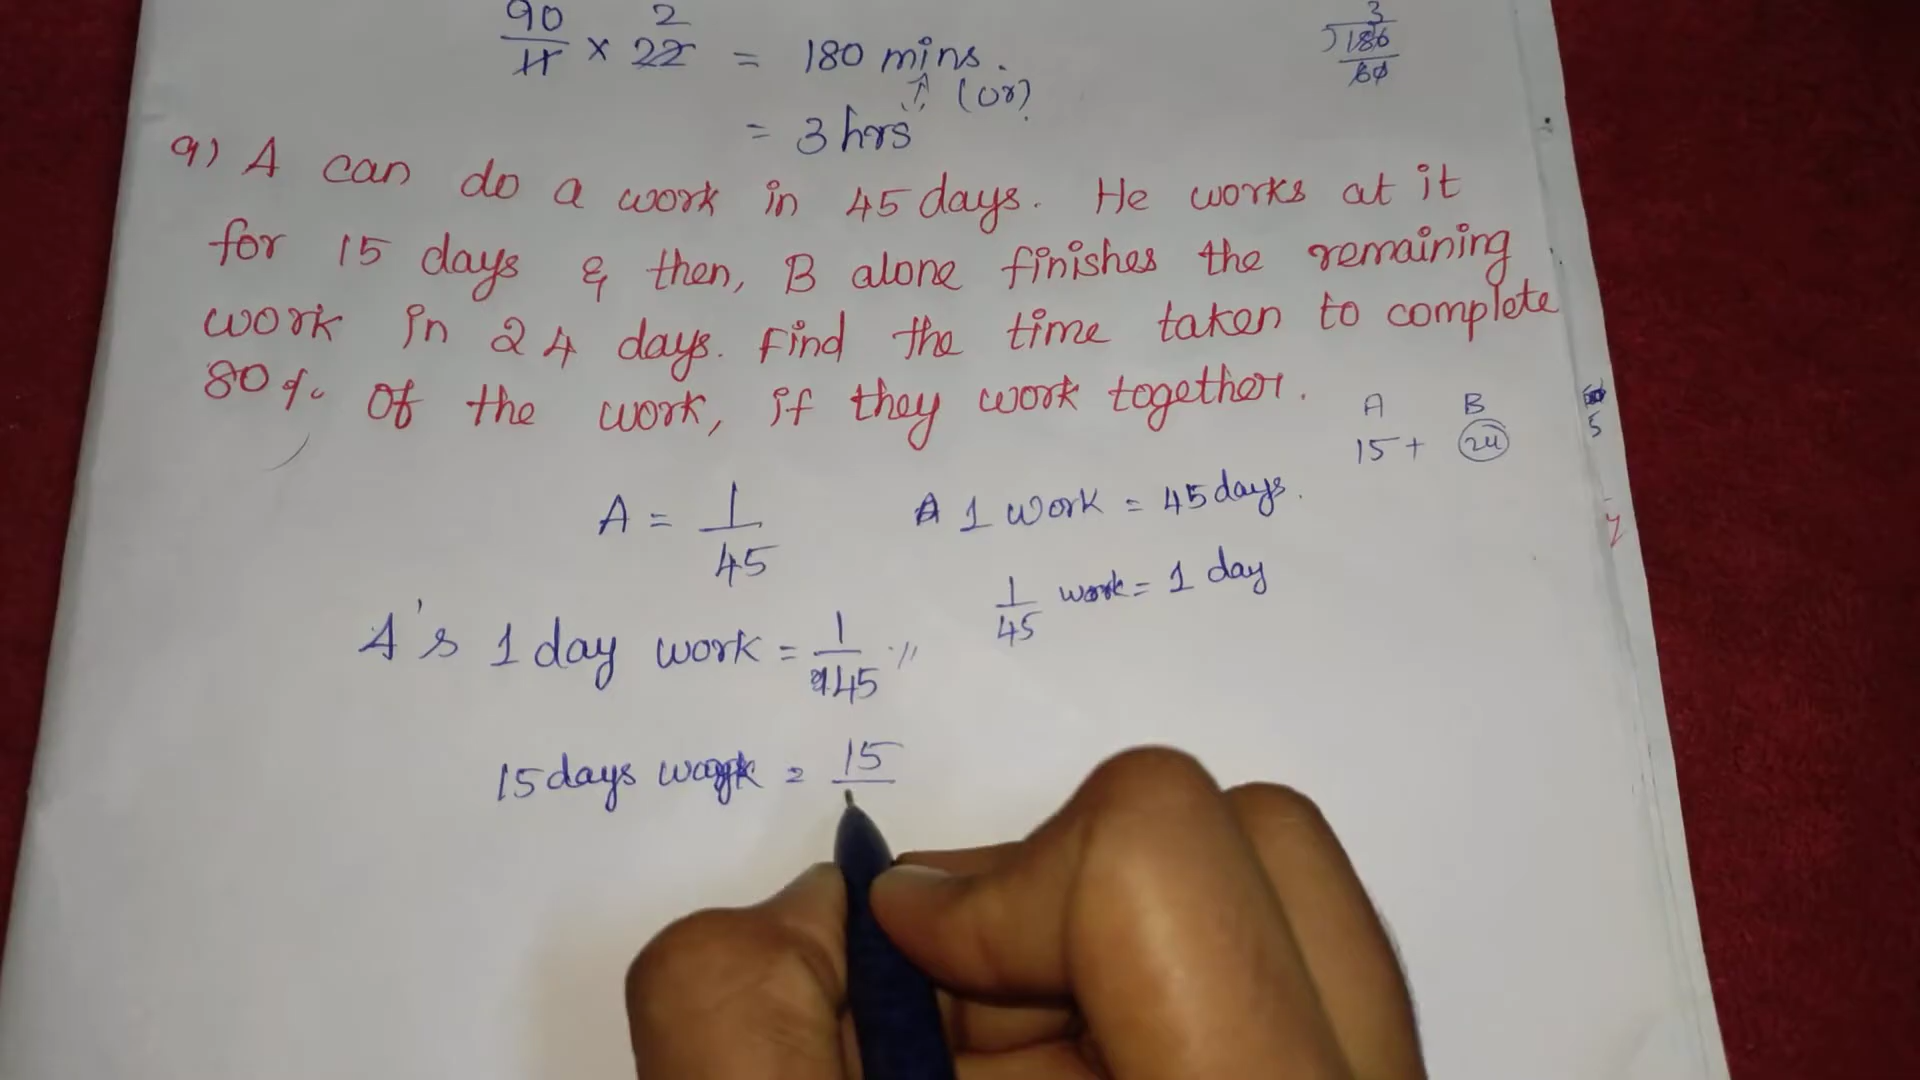 90/11 × 2/22 = 180 mins.
(or)
= 3 hrs
3
180
60
9) A can do a work in 45 days. He works at it
for 15 days & then, B alone finishes the remaining
work in 24 days. Find the time taken to complete
80% of the work, if they work together.
A B
15 + 24
5
A = 1/45
A 1 work = 45 days.
1/45 work = 1 day
A's 1 day work = 1/45
15 days work = 15